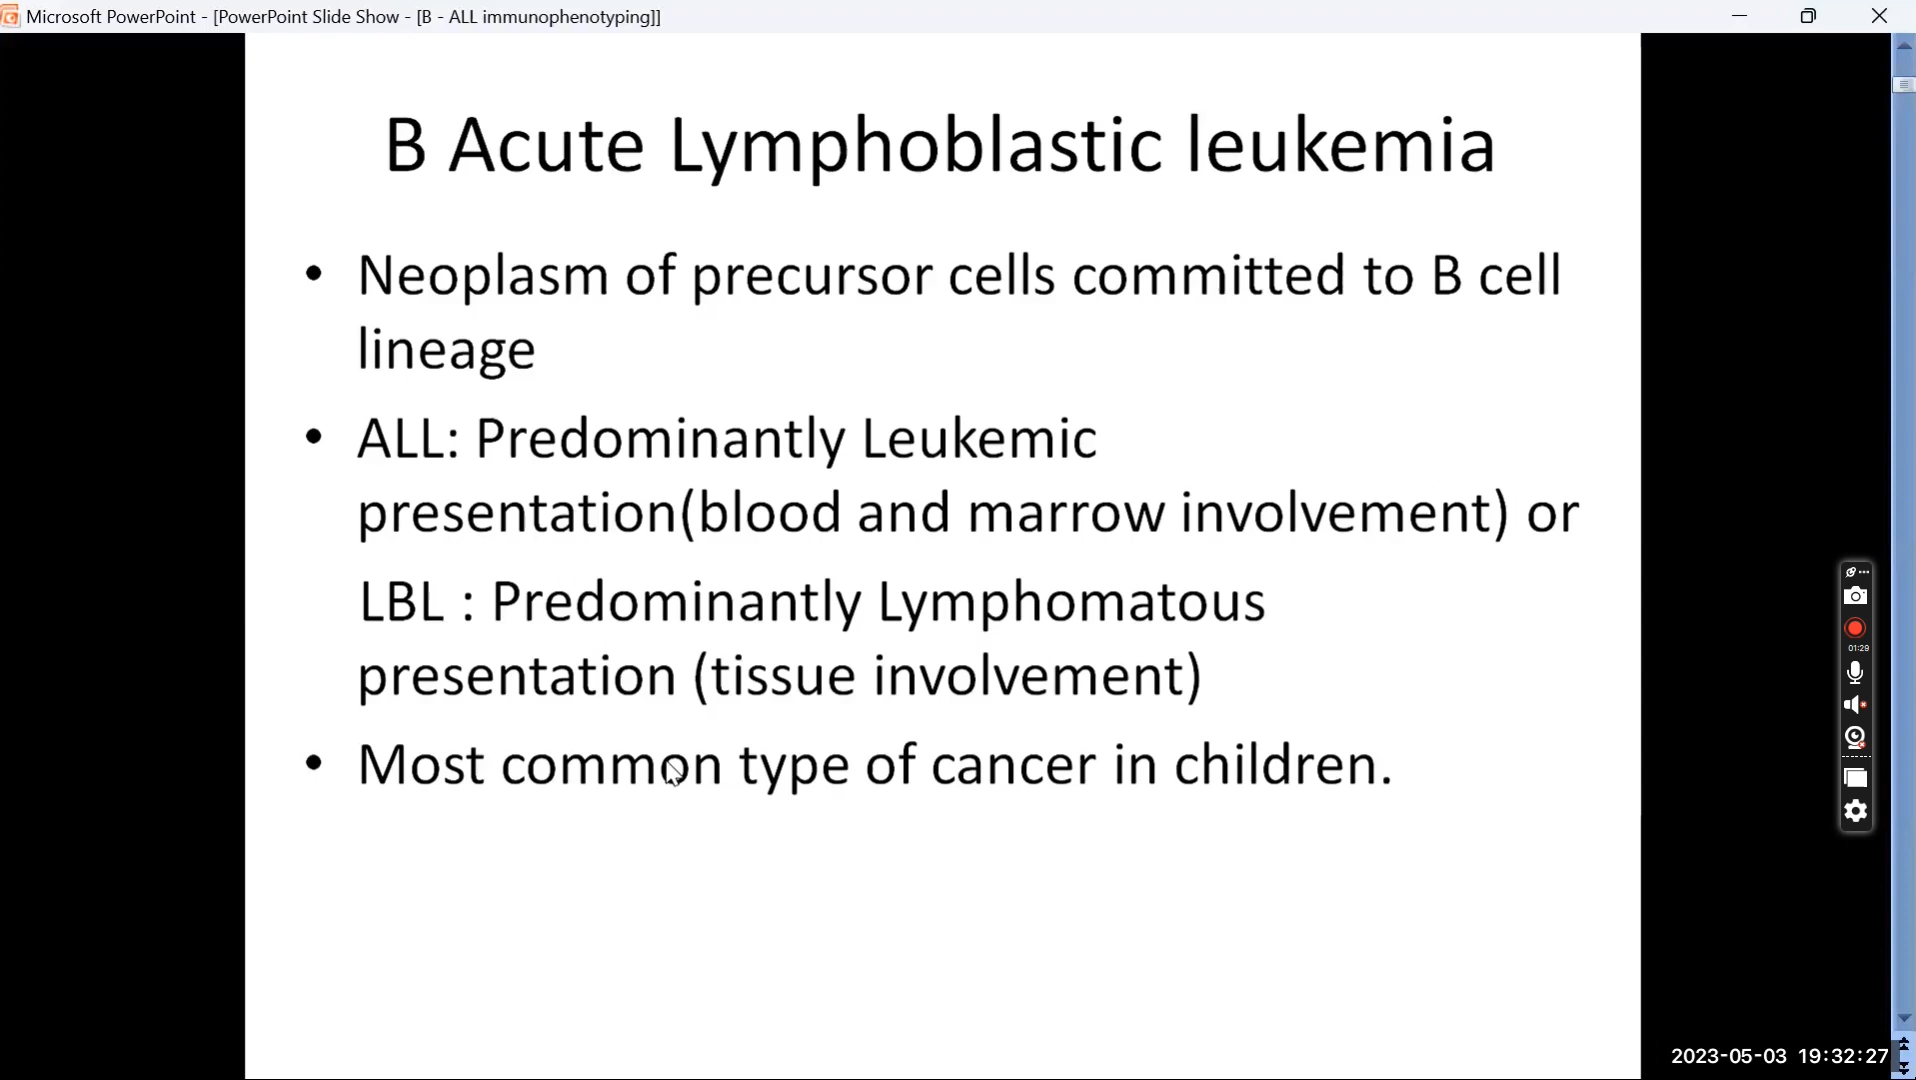 Microsoft PowerPoint - [PowerPoint Slide Show - [B - ALL immunophenotyping]]
B Acute Lymphoblastic leukemia
• Neoplasm of precursor cells committed to B cell
lineage
• ALL: Predominantly Leukemic
presentation(blood and marrow involvement) or
LBL : Predominantly Lymphomatous
presentation (tissue involvement)
• Most common type of cancer in children.
01:29
2023-05-03 19:32:27